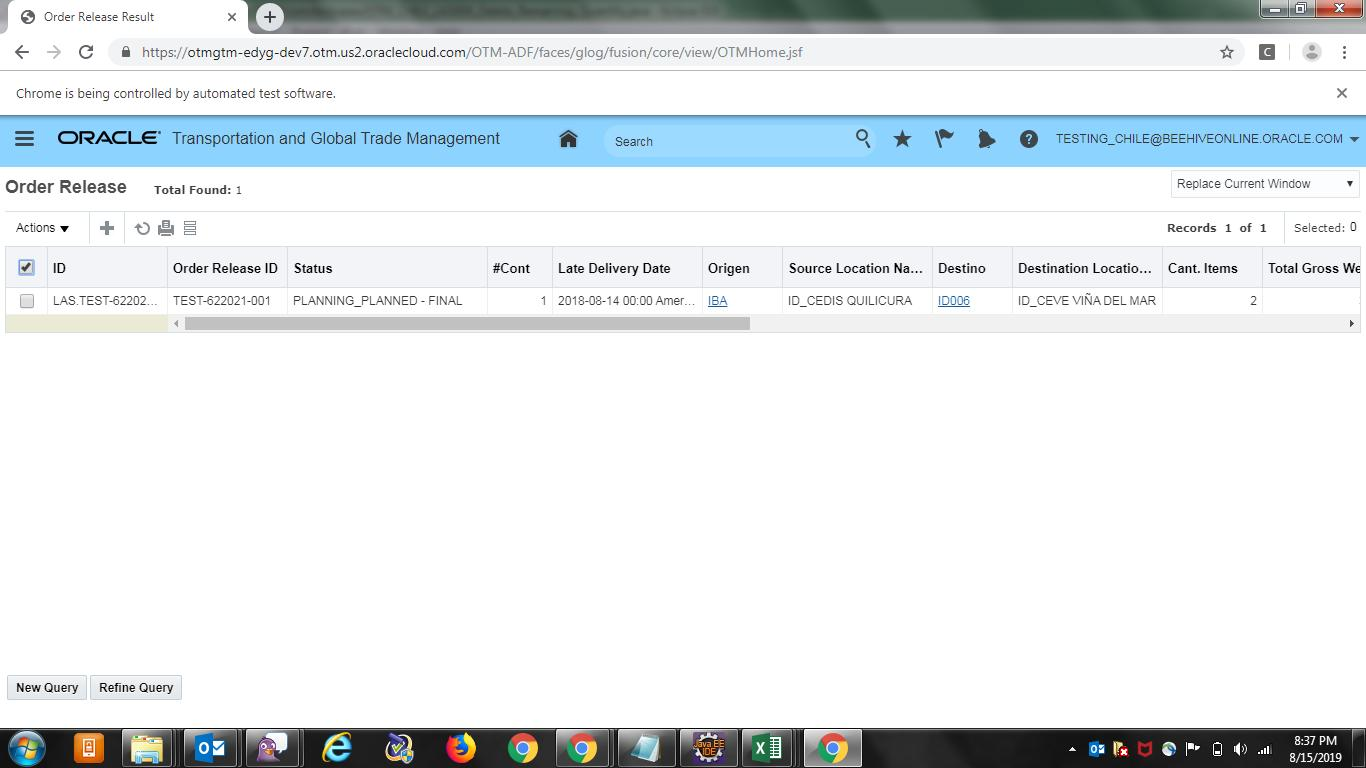 Order Release Result
https://otmgtm-edyg-dev7.otm.us2.oraclecloud.com/OTM-ADF/faces/glog/fusion/core/view/OTMHome.jsf
C
Chrome is being controlled by automated test software.
ORACLE Transportation and Global Trade Management Search TESTING_CHILE@BEEHIVEONLINE.ORACLE.COM
Order Release Total Found: 1 Replace Current Window
Actions Records 1 of 1 Selected: 0
ID Order Release ID Status #Cont Late Delivery Date Origen Source Location Na... Destino Destination Locatio... Cant. Items Total Gross We
LAS.TEST-62202... TEST-622021-001 PLANNING_PLANNED - FINAL 1 2018-08-14 00:00 Amer... IBA ID_CEDIS QUILICURA ID006 ID_CEVE VIÑA DEL MAR 2
New Query Refine Query
Java EE
IDE
8:37 PM
8/15/2019